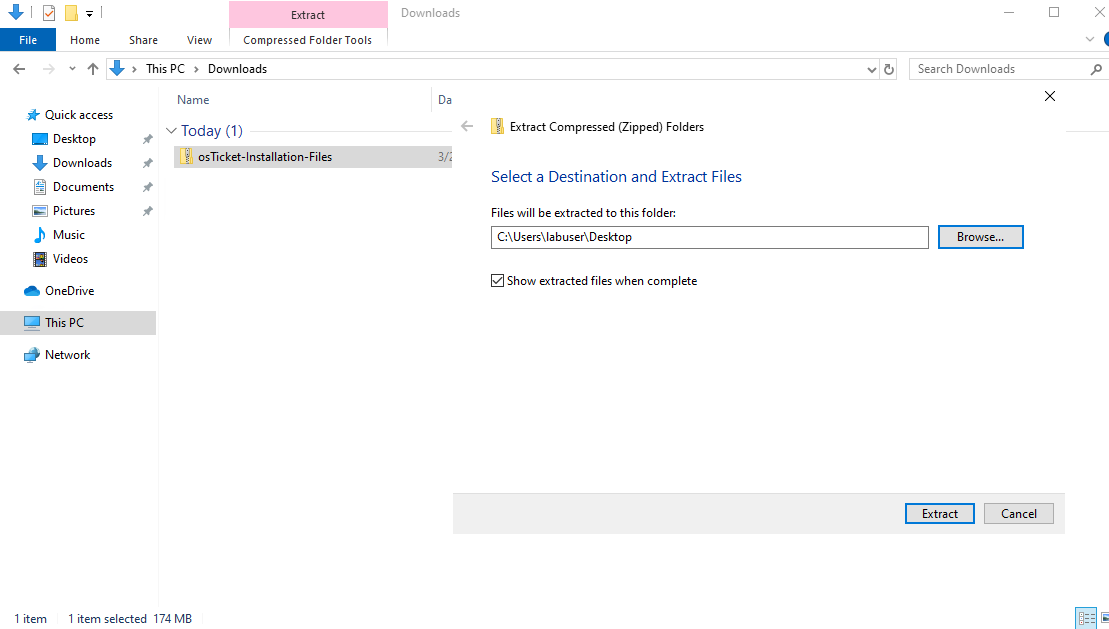 Extract
Downloads
File
Home
Share
View
Compressed Folder Tools
This PC
Downloads
Search Downloads
Quick access
Desktop
Downloads
Documents
Pictures
Music
Videos
OneDrive
This PC
Network
Name
Da
Today (1)
osTicket-Installation-Files
3/2
Extract Compressed (Zipped) Folders
Select a Destination and Extract Files
Files will be extracted to this folder:
C:\Users\labuser\Desktop
Browse...
Show extracted files when complete
Extract
Cancel
1 item
1 item selected 174 MB